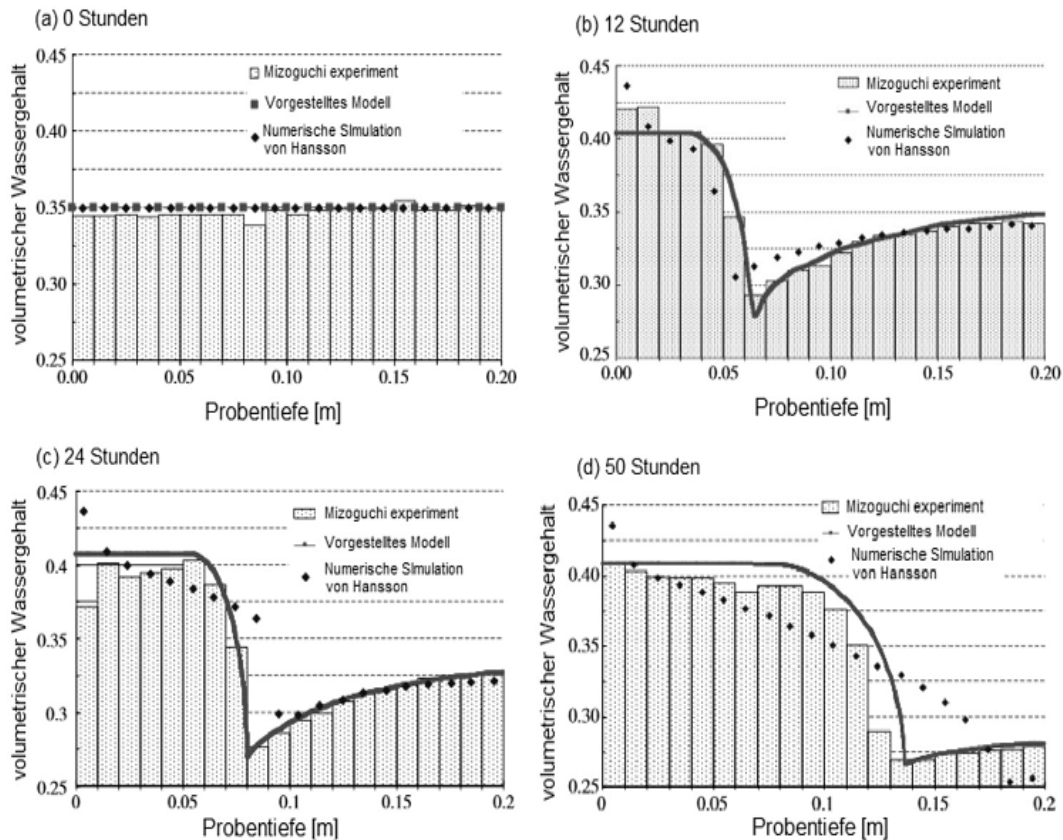 (a) 0 Stunden
volumetrischer Wassergehalt
0.45
0.40
0.35
0.30
0.25
Mizoguchi experiment
Vorgestelltes Modell
Numerische SImulation
von Hansson
0.00 0.05 0.10 0.15 0.20
Probentiefe [m]
(b) 12 Stunden
volumetrischer Wassergehalt
0.45
0.40
0.35
0.30
0.25
Mizoguchi experiment
Vorgestelltes Modell
Numerische SImulation
von Hansson
0.00 0.05 0.10 0.15 0.20
Probentiefe [m]
(c) 24 Stunden
volumetrischer Wassergehalt
0.45
0.4
0.35
0.3
0.25
Mizoguchi experiment
Vorgestelltes Modell
Numerische SImulation
von Hansson
0 0.05 0.1 0.15 0.2
Probentiefe [m]
(d) 50 Stunden
volumetrischer Wassergehalt
0.45
0.40
0.35
0.30
0.25
Mizoguchi experiment
Vorgestelltes Modell
Numerische SImulation
von Hansson
0 0.05 0.1 0.15 0.2
Probentiefe [m]